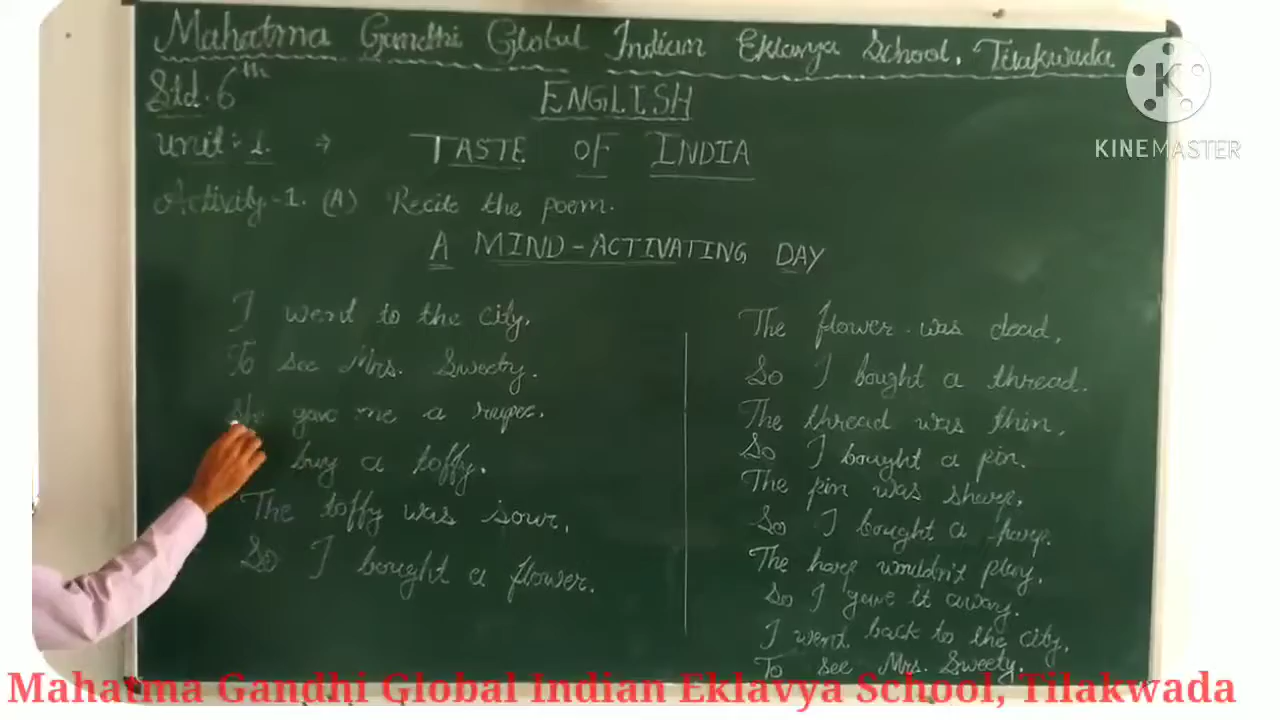 Mahatma Gandhi Global Indian Eklavya School, Tilakwada
Std. 6th
ENGLISH
Unit: 1. → TASTE OF INDIA
Activity-1. (A) Recite the poem.
A MIND-ACTIVATING DAY
I went to the city,
To see Mrs. Sweety.
She gave me a rupee.
buy a toffy.
The toffy was sour,
So I bought a flower.
The flower was dead,
So I bought a thread.
The thread was thin,
So I bought a pin.
The pin was sharp,
So I bought a harp.
The harp wouldn't play,
So I gave it away.
I went back to the city,
To see Mrs. Sweety.
K
KINEMASTER
Mahatma Gandhi Global Indian Eklavya School, Tilakwada